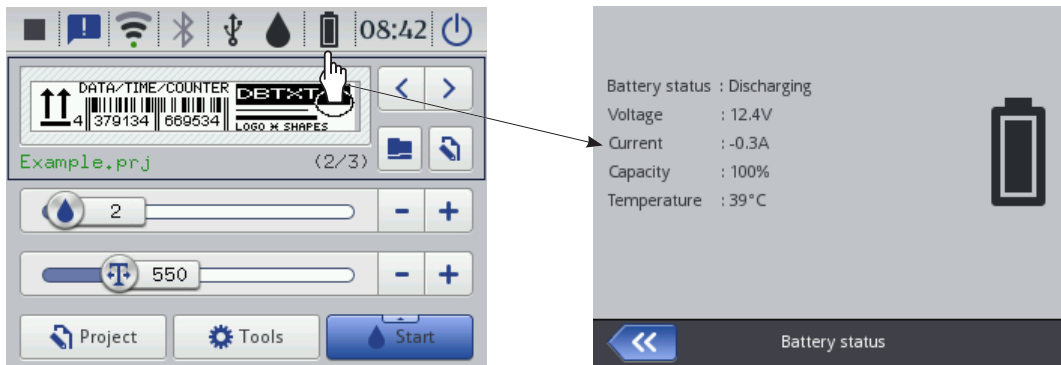 08:42
DATA/TIME/COUNTER
4 379134 669534
LOGO ※ SHAPES
Example.prj (2/3)
2
550
Project Tools Start
Battery status : Discharging
Voltage : 12.4V
Current : -0.3A
Capacity : 100%
Temperature : 39°C
Battery status